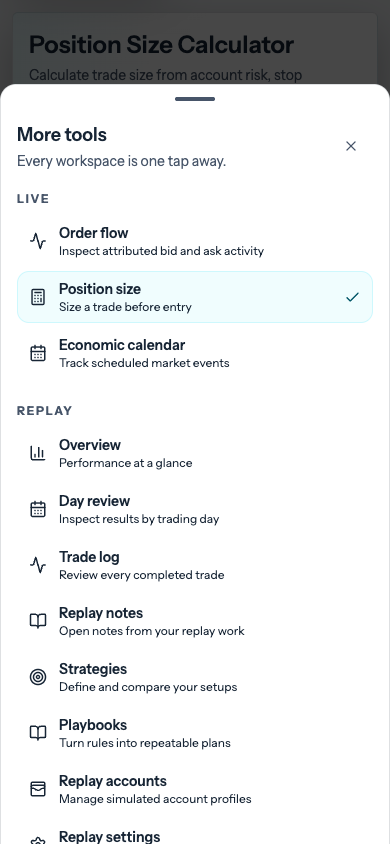 Position Size Calculator
Calculate trade size from account risk, stop
More tools
Every workspace is one tap away.
LIVE
Order flow
Inspect attributed bid and ask activity
Position size
Size a trade before entry
Economic calendar
Track scheduled market events
REPLAY
Overview
Performance at a glance
Day review
Inspect results by trading day
Trade log
Review every completed trade
Replay notes
Open notes from your replay work
Strategies
Define and compare your setups
Playbooks
Turn rules into repeatable plans
Replay accounts
Manage simulated account profiles
Replay settings